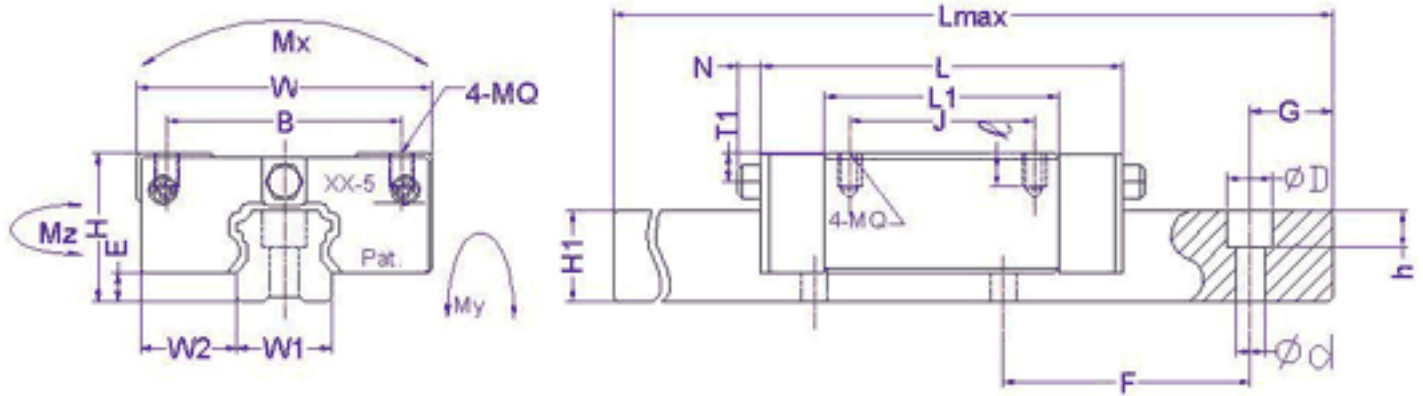 Mx
W
4-MQ
B
XX-5
Mz
H
E
Pat.
My
W2
W1
Lmax
N
L
L1
J
ℓ
T1
G
ØD
4-MQ
H1
h
Ød
F